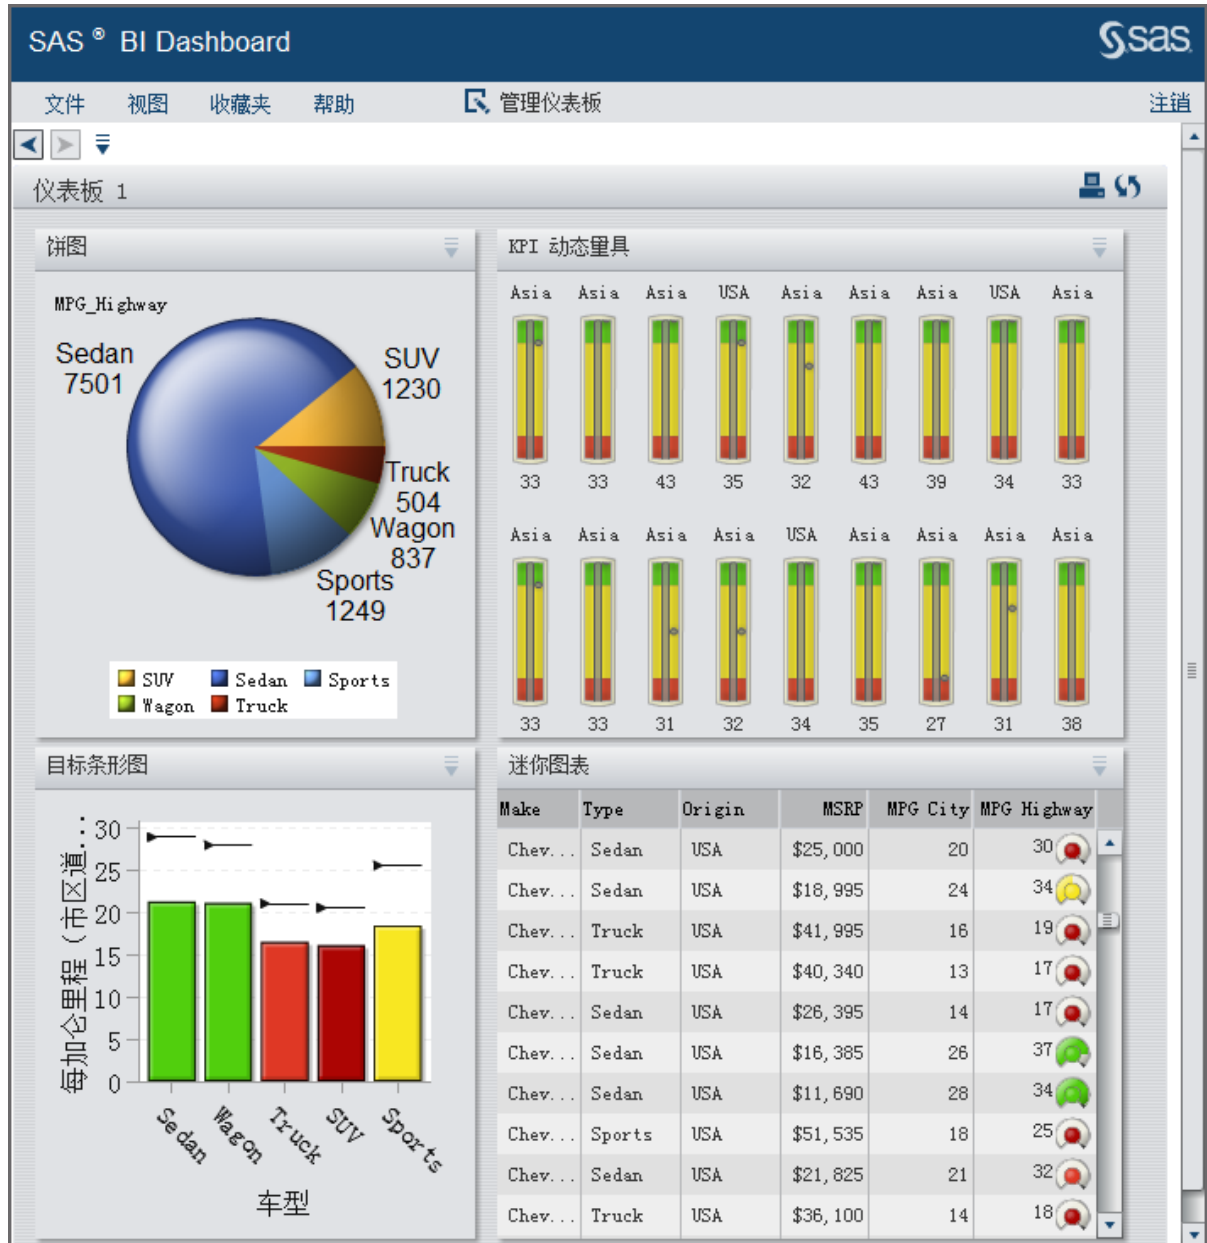 SAS ® BI Dashboard
sas
文件 视图 收藏夹 帮助 管理仪表板 注销
仪表板 1
饼图
MPG_Highway
Sedan
7501
SUV
1230
Truck
504
Wagon
837
Sports
1249
SUV Sedan Sports
Wagon Truck
KPI 动态量具
Asia Asia Asia USA Asia Asia Asia USA Asia
33 33 43 35 32 43 39 34 33
Asia Asia Asia Asia USA Asia Asia Asia Asia
33 33 31 32 34 35 27 31 38
目标条形图
每加仑里程（市区道...
30
25
20
15
10
5
0
Sedan Wagon Truck SUV Sports
车型
迷你图表
Make Type Origin MSRP MPG City MPG Highway
Chev... Sedan USA $25,000 20 30
Chev... Sedan USA $18,995 24 34
Chev... Truck USA $41,995 16 19
Chev... Truck USA $40,340 13 17
Chev... Sedan USA $26,395 14 17
Chev... Sedan USA $16,385 26 37
Chev... Sedan USA $11,690 28 34
Chev... Sports USA $51,535 18 25
Chev... Sedan USA $21,825 21 32
Chev... Truck USA $36,100 14 18